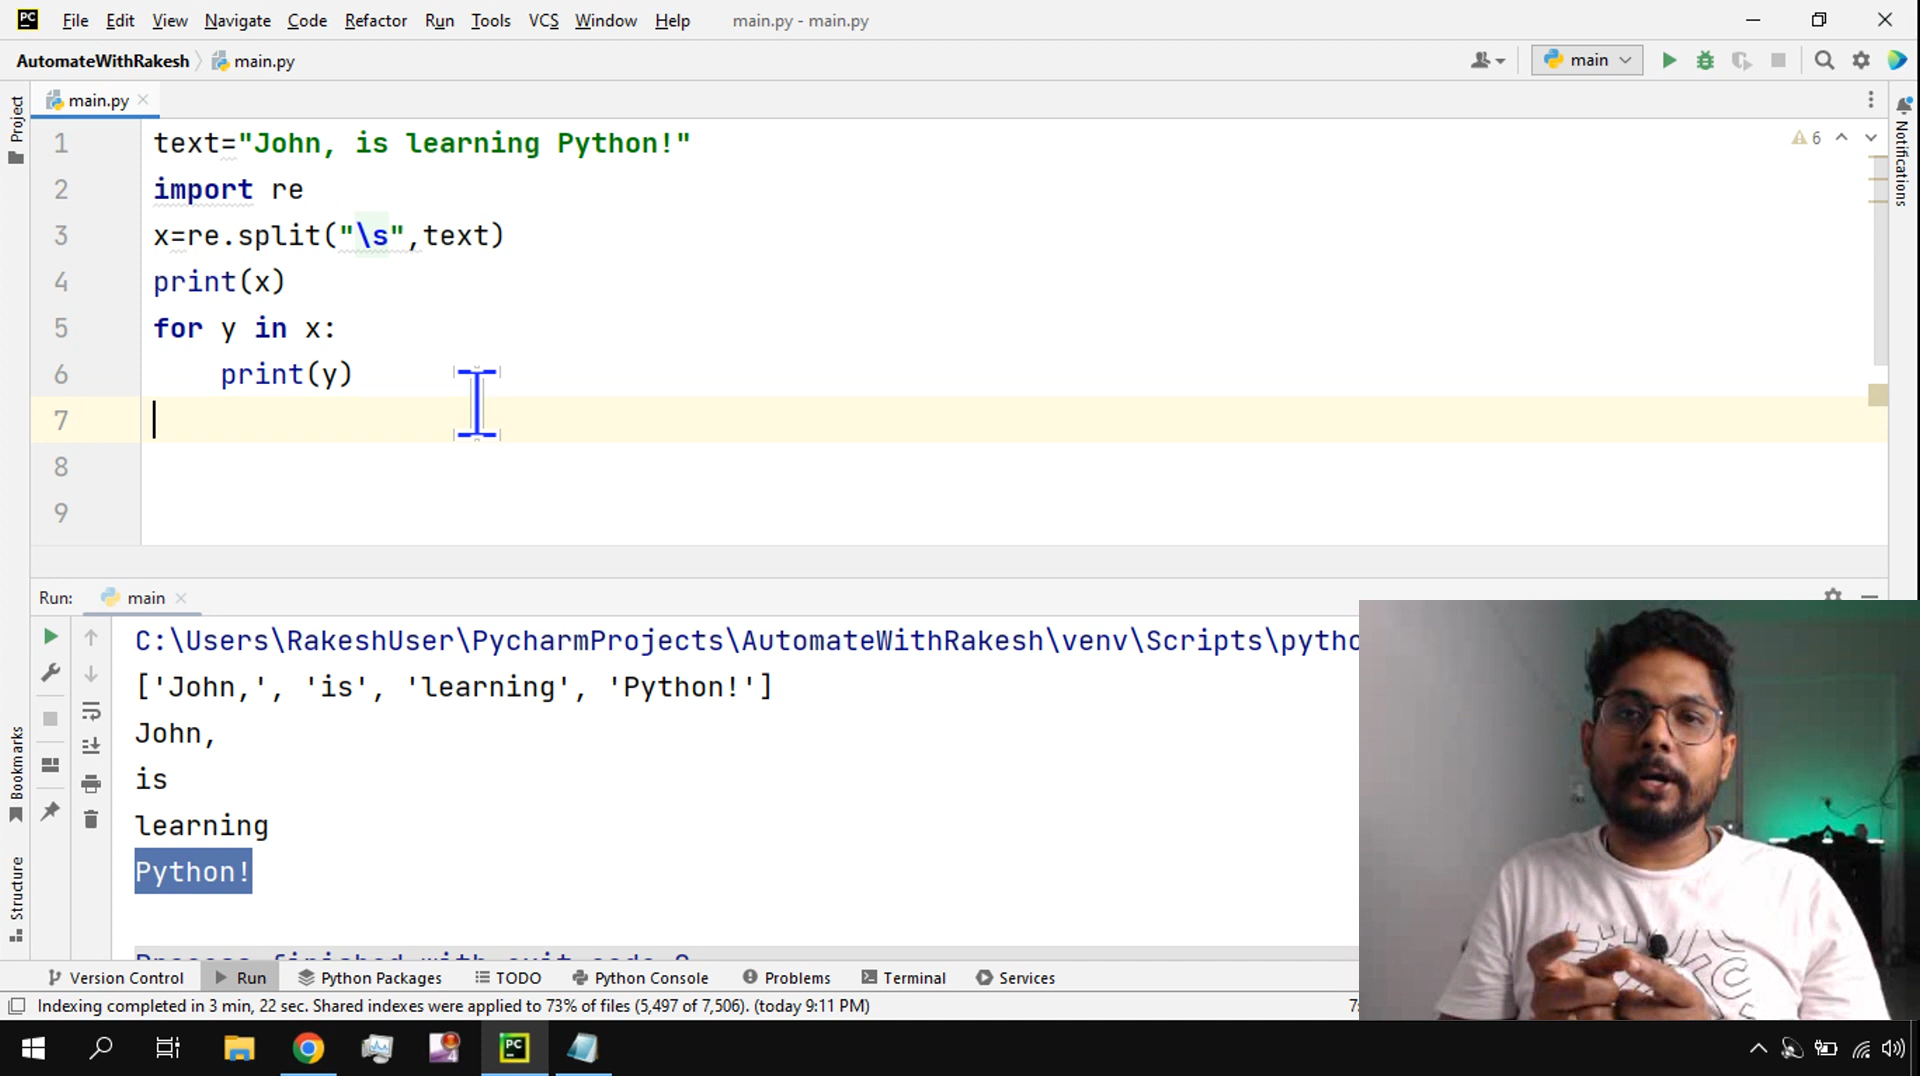 PC File Edit View Navigate Code Refactor Run Tools VCS Window Help main.py - main.py
AutomateWithRakesh main.py main
Project
main.py
Notifications
1 text="John, is learning Python!"
6
2 import re
3 x=re.split("\s",text)
4 print(x)
5 for y in x:
6     print(y)
7
8
9
Run: main
C:\Users\RakeshUser\PycharmProjects\AutomateWithRakesh\venv\Scripts\pytho
['John,', 'is', 'learning', 'Python!']
John,
is
learning
Python!
Bookmarks
Structure
Version Control Run Python Packages TODO Python Console Problems Terminal Services
Indexing completed in 3 min, 22 sec. Shared indexes were applied to 73% of files (5,497 of 7,506). (today 9:11 PM)
4 PC